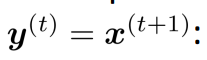 y^{(t)} = x^{(t+1)}: